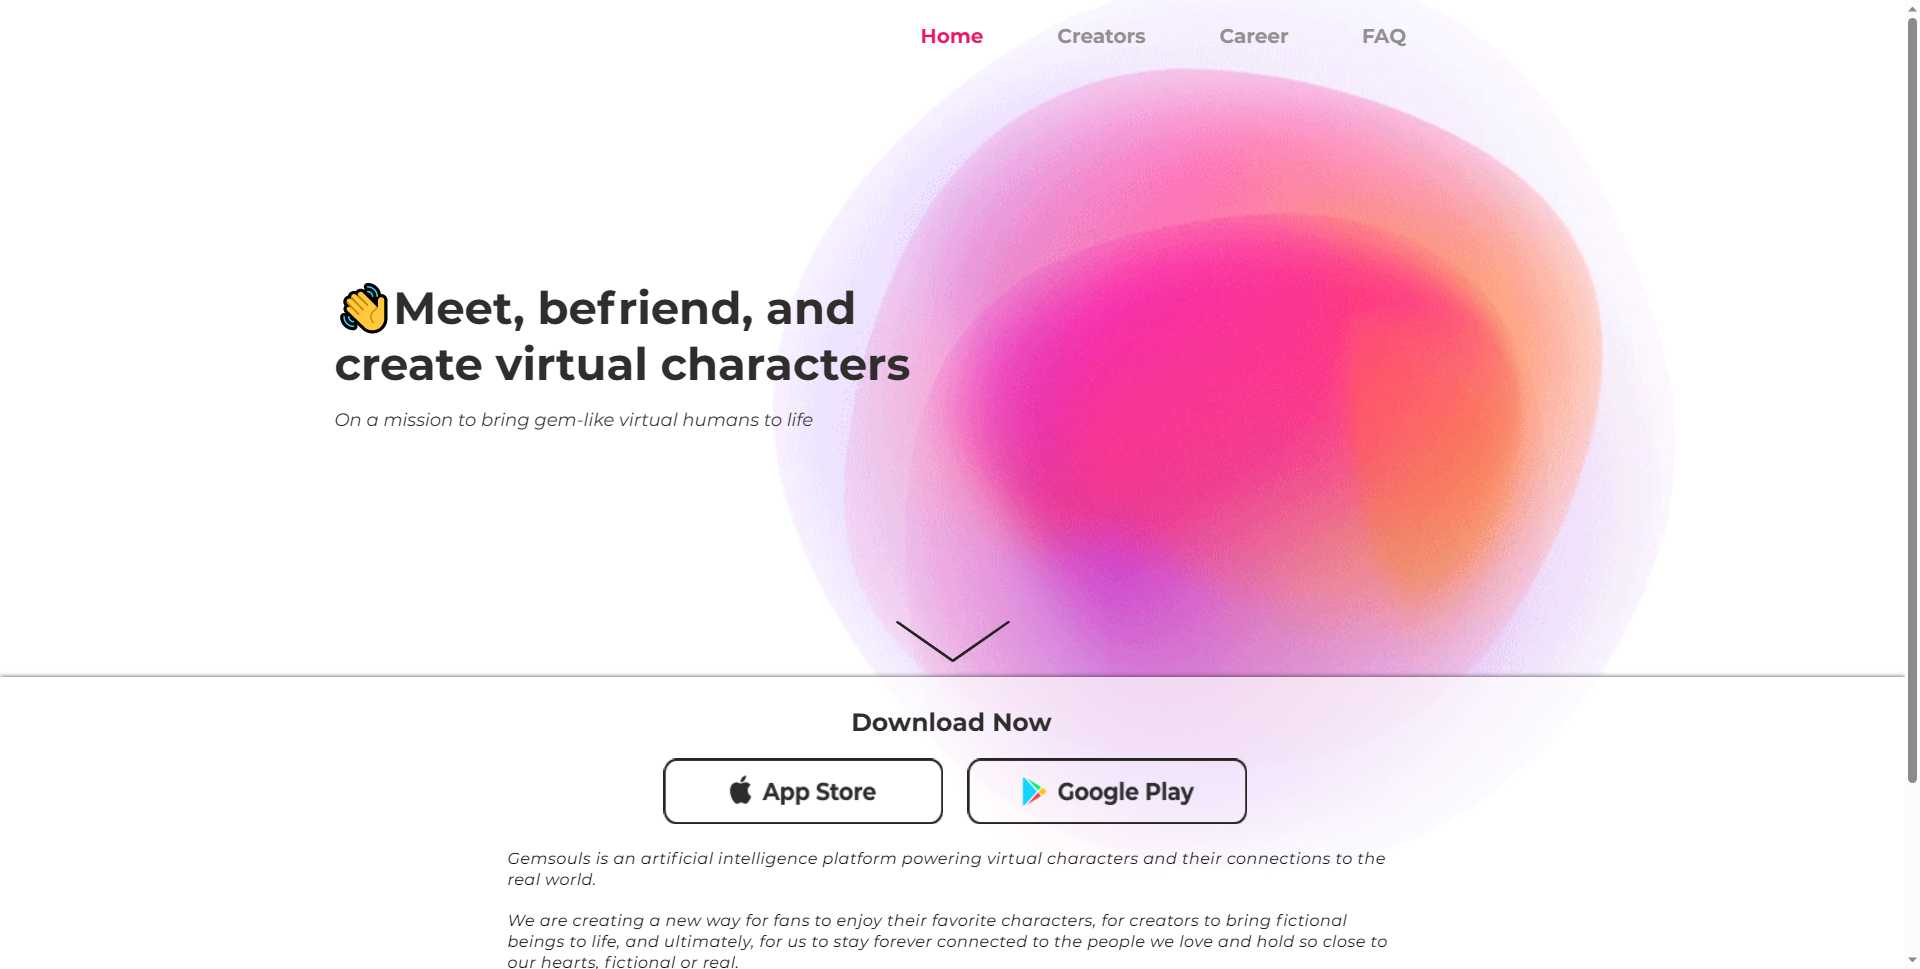 Home Creators Career FAQ
Meet, befriend, and
create virtual characters
On a mission to bring gem-like virtual humans to life
Download Now
App Store Google Play
Gemsouls is an artificial intelligence platform powering virtual characters and their connections to the
real world.
We are creating a new way for fans to enjoy their favorite characters, for creators to bring fictional
beings to life, and ultimately, for us to stay forever connected to the people we love and hold so close to
our hearts, fictional or real.